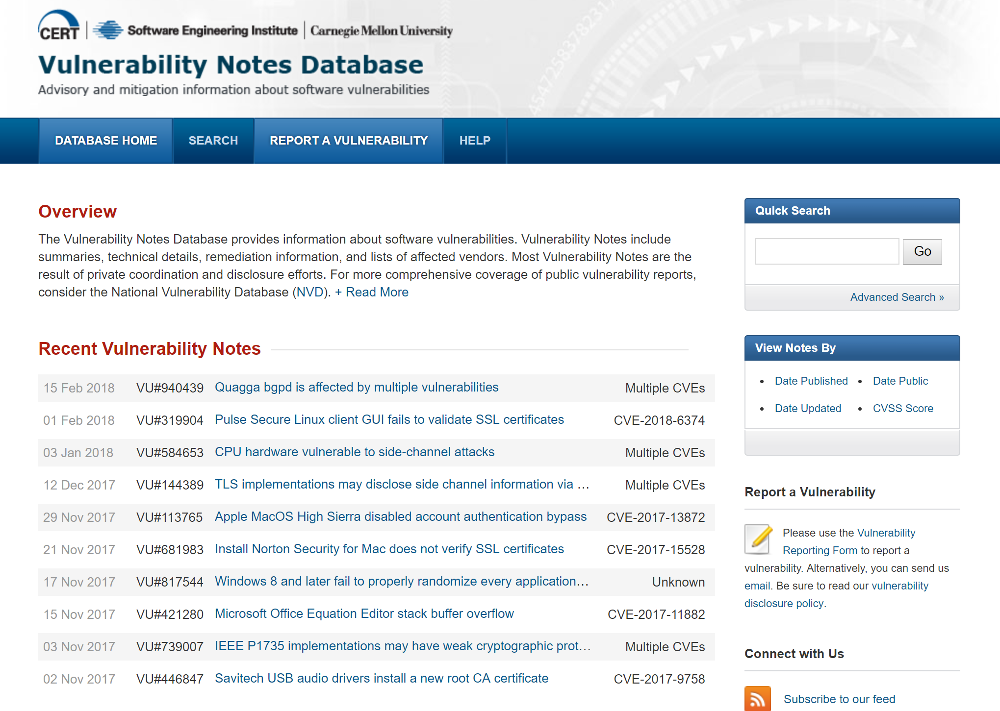 CERT | Software Engineering Institute | Carnegie Mellon University
Vulnerability Notes Database
Advisory and mitigation information about software vulnerabilities
DATABASE HOME SEARCH REPORT A VULNERABILITY HELP
Overview
The Vulnerability Notes Database provides information about software vulnerabilities. Vulnerability Notes include
summaries, technical details, remediation information, and lists of affected vendors. Most Vulnerability Notes are the
result of private coordination and disclosure efforts. For more comprehensive coverage of public vulnerability reports,
consider the National Vulnerability Database (NVD). + Read More
Recent Vulnerability Notes
15 Feb 2018 VU#940439 Quagga bgpd is affected by multiple vulnerabilities Multiple CVEs
01 Feb 2018 VU#319904 Pulse Secure Linux client GUI fails to validate SSL certificates CVE-2018-6374
03 Jan 2018 VU#584653 CPU hardware vulnerable to side-channel attacks Multiple CVEs
12 Dec 2017 VU#144389 TLS implementations may disclose side channel information via … Multiple CVEs
29 Nov 2017 VU#113765 Apple MacOS High Sierra disabled account authentication bypass CVE-2017-13872
21 Nov 2017 VU#681983 Install Norton Security for Mac does not verify SSL certificates CVE-2017-15528
17 Nov 2017 VU#817544 Windows 8 and later fail to properly randomize every application… Unknown
15 Nov 2017 VU#421280 Microsoft Office Equation Editor stack buffer overflow CVE-2017-11882
03 Nov 2017 VU#739007 IEEE P1735 implementations may have weak cryptographic prot… Multiple CVEs
02 Nov 2017 VU#446847 Savitech USB audio drivers install a new root CA certificate CVE-2017-9758
Quick Search
Go
Advanced Search »
View Notes By
• Date Published • Date Public
• Date Updated • CVSS Score
Report a Vulnerability
Please use the Vulnerability
Reporting Form to report a
vulnerability. Alternatively, you can send us
email. Be sure to read our vulnerability
disclosure policy.
Connect with Us
Subscribe to our feed